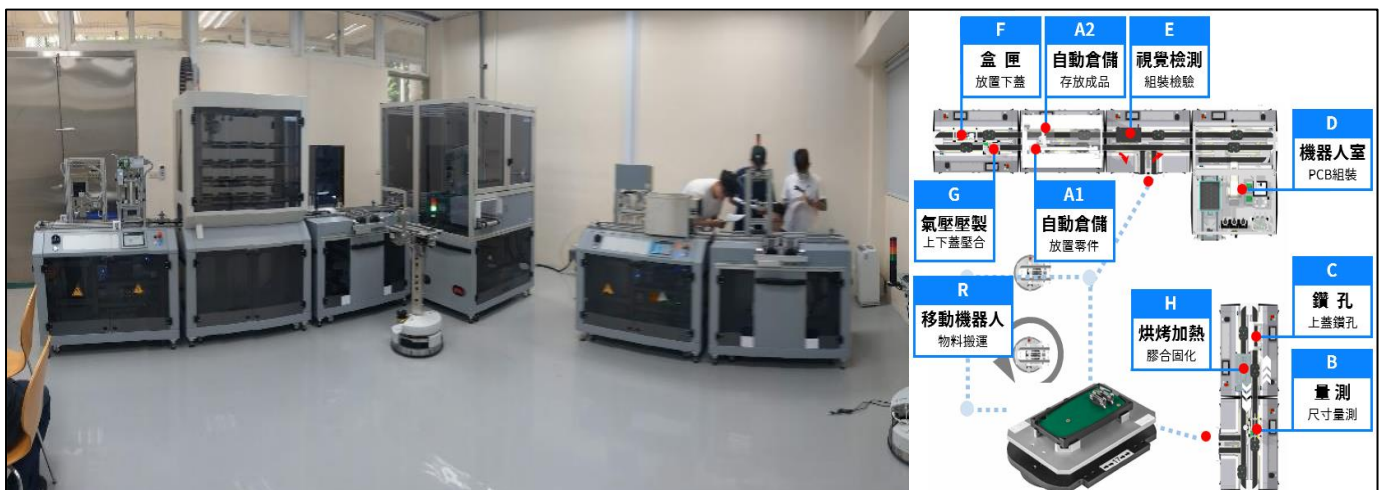 F
盒 匣
放置下蓋
A2
自動倉儲
存放成品
E
視覺檢測
組裝檢驗
D
機器人室
PCB組裝
G
氣壓壓製
上下蓋壓合
A1
自動倉儲
放置零件
R
移動機器人
物料搬運
H
烘烤加熱
膠合固化
C
鑽 孔
上蓋鑽孔
B
量 測
尺寸量測